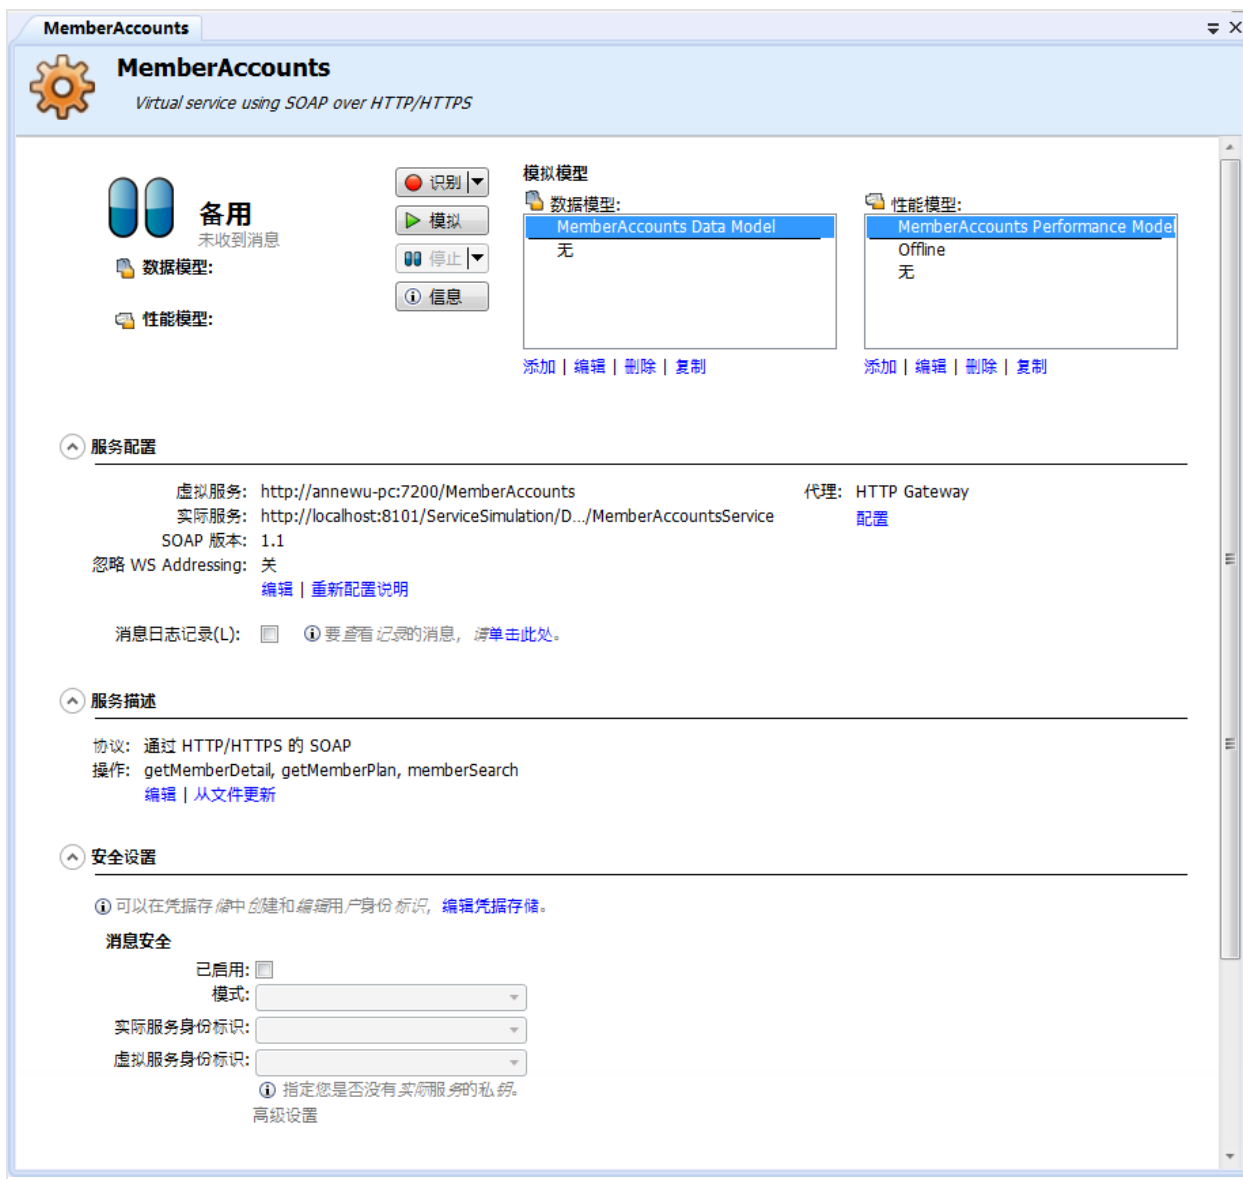 MemberAccounts
MemberAccounts
Virtual service using SOAP over HTTP/HTTPS
备用
未收到消息
数据模型:
性能模型:
识别
模拟
停止
信息
模拟模型
数据模型:
MemberAccounts Data Model
无
添加 | 编辑 | 删除 | 复制
性能模型:
MemberAccounts Performance Model
Offline
无
添加 | 编辑 | 删除 | 复制
服务配置
虚拟服务: http://annewu-pc:7200/MemberAccounts
代理: HTTP Gateway
实际服务: http://localhost:8101/ServiceSimulation/D.../MemberAccountsService
配置
SOAP 版本: 1.1
忽略 WS Addressing: 关
编辑 | 重新配置说明
消息日志记录(L):
要查看记录的消息, 请单击此处。
服务描述
协议: 通过 HTTP/HTTPS 的 SOAP
操作: getMemberDetail, getMemberPlan, memberSearch
编辑 | 从文件更新
安全设置
可以在凭据存储中创建和编辑用户身份标识, 编辑凭据存储。
消息安全
已启用:
模式:
实际服务身份标识:
虚拟服务身份标识:
指定您是否没有实际服务的私钥。
高级设置